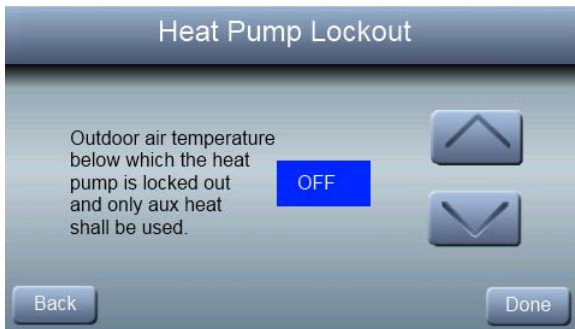 Heat Pump Lockout
Outdoor air temperature
below which the heat
pump is locked out
and only aux heat
shall be used.
OFF
Back
Done